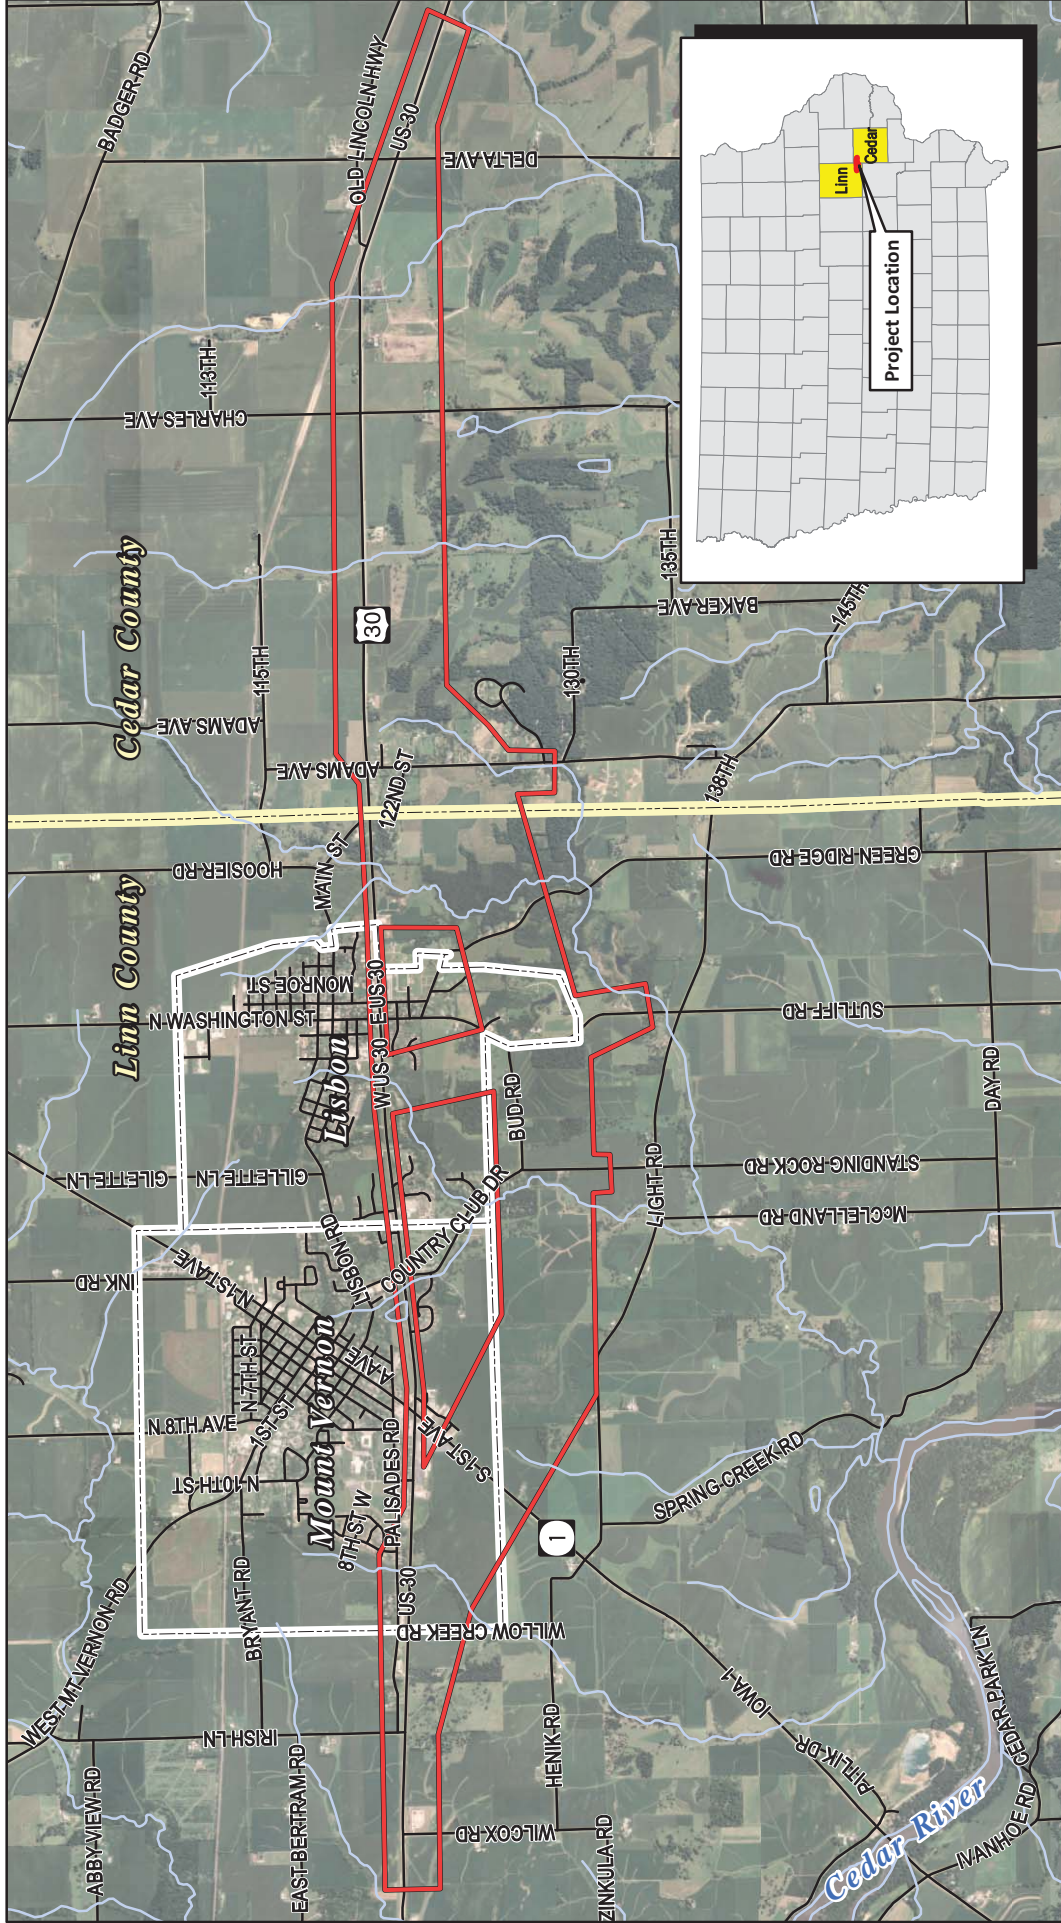 BADGER RD
OLD LINCOLN HWY
US-30
DELTA AVE
113TH
CHARLES AVE
Cedar County
115TH
30
ADAMS AVE
ADAMS AVE
122ND ST
130TH
135TH
BAKER AVE
145TH
138TH
Linn County
HOOSIER RD
MAIN ST
GREEN RIDGE RD
MONROE ST
N WASHINGTON ST
E US-30
W US-30
Lisbon
SUTLIFF RD
BUD RD
DAY RD
GILLETTE LN
GILLETTE LN
STANDING ROCK RD
LIGHT RD
McCLELLAND RD
COUNTRY CLUB DR
LISBON RD
INK RD
N 1ST AVE
Mount Vernon
A AVE
N 7TH ST
1ST ST
N 8TH AVE
N 10TH ST
S 1ST AVE
PALISADES RD
8TH ST W
US-30
1
SPRING CREEK RD
BRYANT RD
WILLOW CREEK RD
WEST MT VERNON RD
IRISH LN
ABBY VIEW RD
EAST BERTRAM RD
HENIK RD
WILCOX RD
ZINKULA RD
IOWA-1
PITLIK DR
CEDAR PARK LN
IVANHOE RD
Cedar River
Linn
Cedar
Project Location